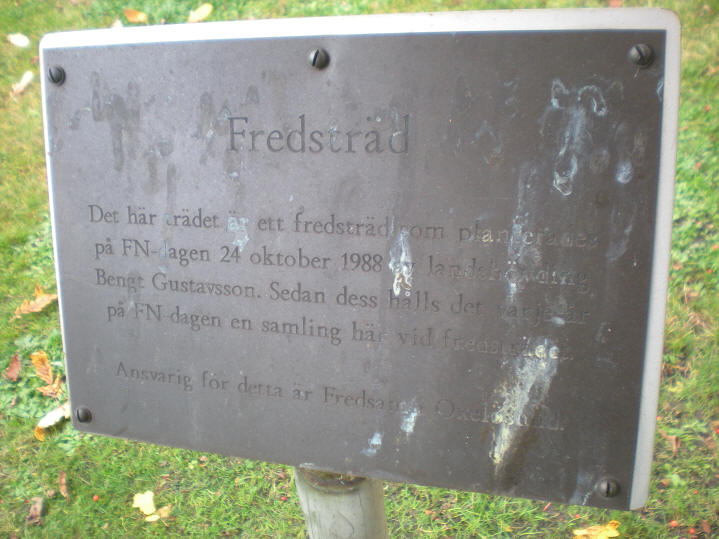 Fredsträd
Det här trädet är ett fredsträd som planterades
på FN-dagen 24 oktober 1988 av landshövding
Bengt Gustavsson. Sedan dess hålls det varje år
på FN-dagen en samling här vid fredsträdet.
Ansvarig för detta är Oxelösund.